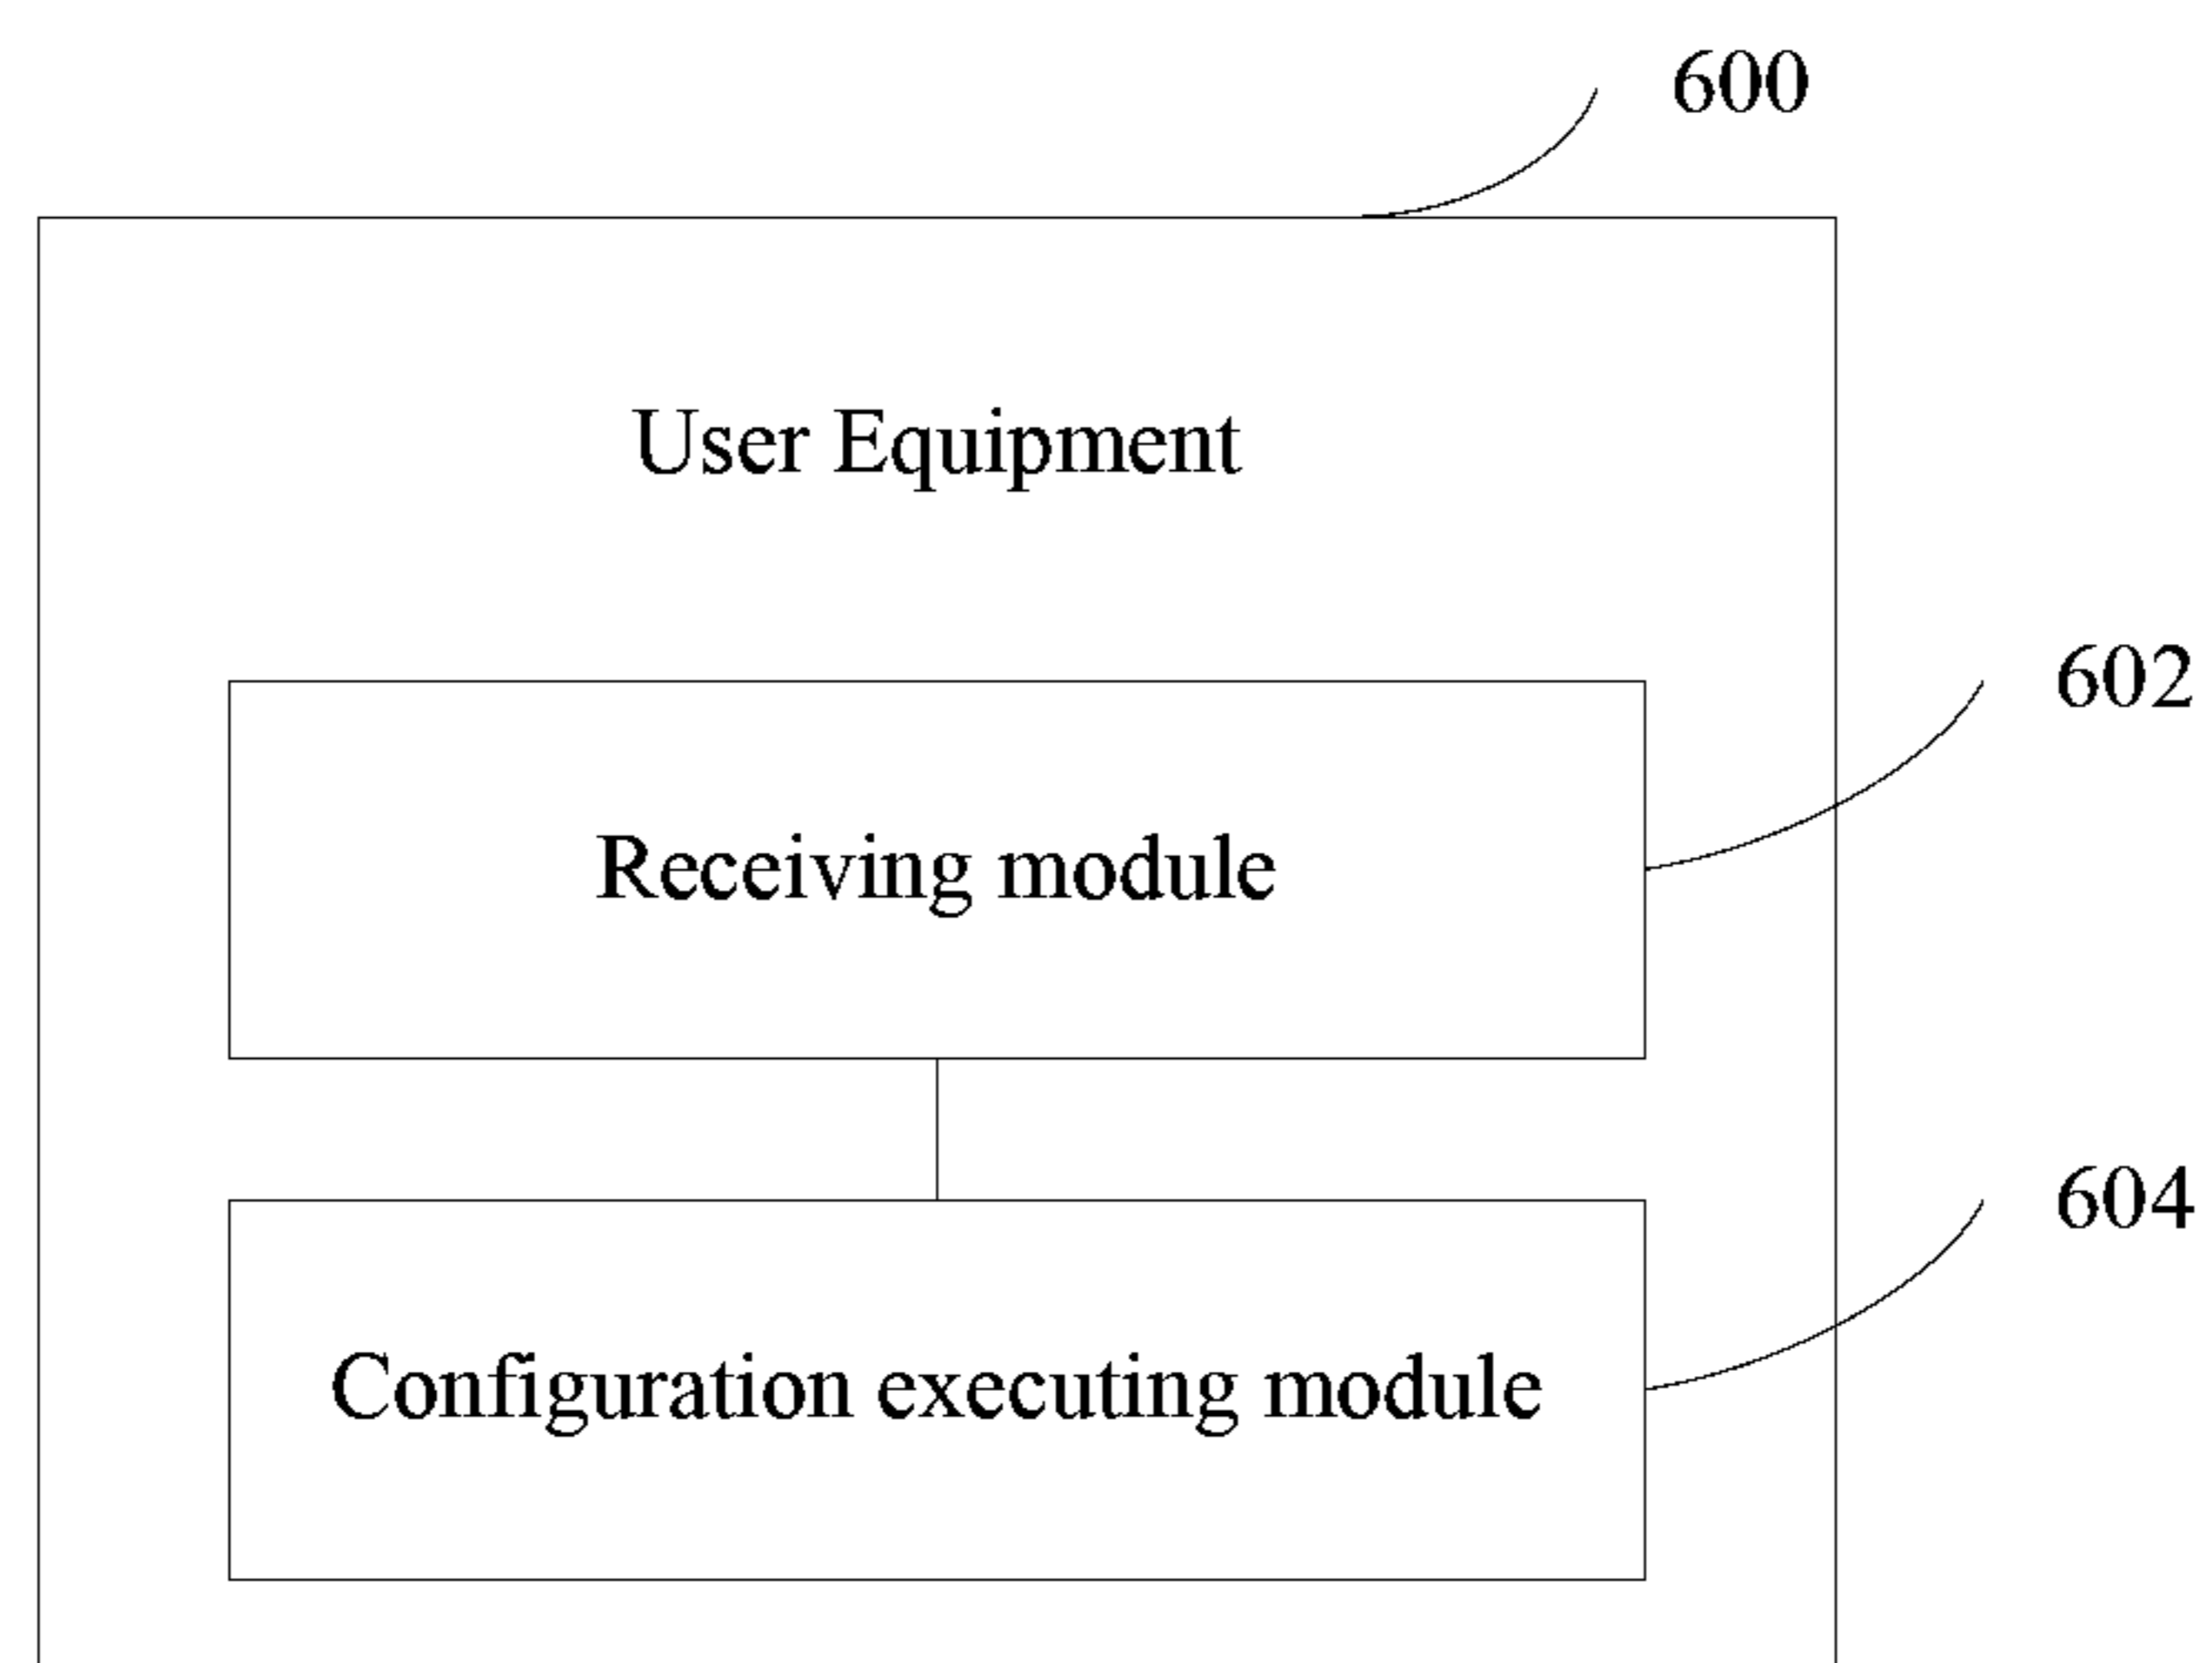 600
User Equipment
602
Receiving module
604
Configuration executing module